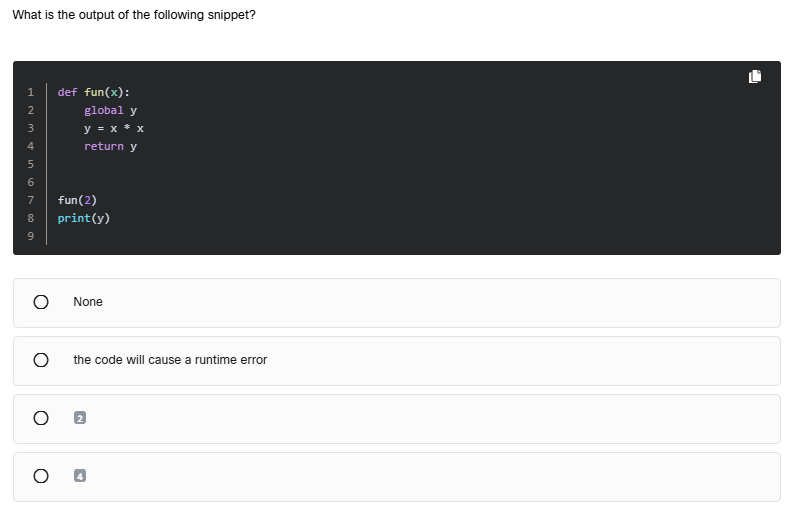 What is the output of the following snippet?
1 def fun(x):
2     global y
3     y = x * x
4     return y
5
6
7 fun(2)
8 print(y)
9
None
the code will cause a runtime error
2
4